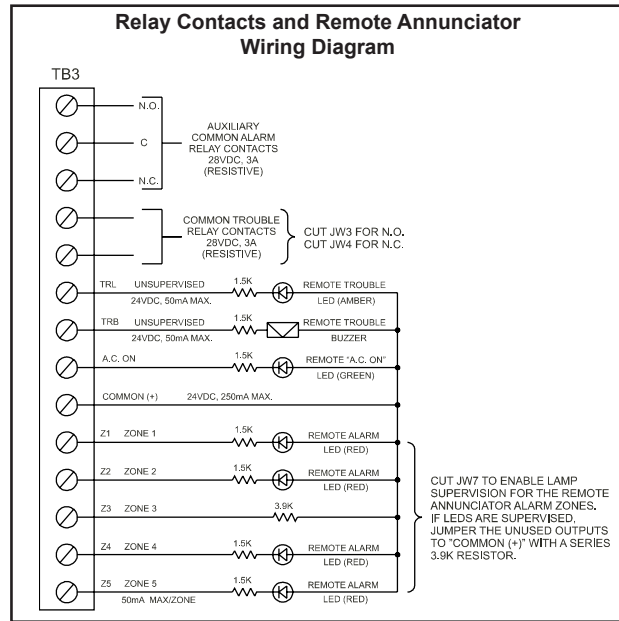 Relay Contacts and Remote Annunciator
Wiring Diagram
TB3
N.O.
C
N.C.
AUXILIARY
COMMON ALARM
RELAY CONTACTS
28VDC, 3A
(RESISTIVE)
COMMON TROUBLE
RELAY CONTACTS
28VDC, 3A
(RESISTIVE)
CUT JW3 FOR N.O.
CUT JW4 FOR N.C.
TRL UNSUPERVISED 1.5K REMOTE TROUBLE
24VDC, 50mA MAX. LED (AMBER)
TRB UNSUPERVISED 1.5K REMOTE TROUBLE
24VDC, 50mA MAX. BUZZER
A.C. ON 1.5K REMOTE "A.C. ON"
LED (GREEN)
COMMON (+) 24VDC, 250mA MAX.
Z1 ZONE 1 1.5K REMOTE ALARM
LED (RED)
Z2 ZONE 2 1.5K REMOTE ALARM
LED (RED)
Z3 ZONE 3 3.9K
Z4 ZONE 4 1.5K REMOTE ALARM
LED (RED)
Z5 ZONE 5 1.5K REMOTE ALARM
50mA MAX/ZONE LED (RED)
CUT JW7 TO ENABLE LAMP
SUPERVISION FOR THE REMOTE
ANNUNCIATOR ALARM ZONES.
IF LEDS ARE SUPERVISED,
JUMPER THE UNUSED OUTPUTS
TO "COMMON (+)" WITH A SERIES
3.9K RESISTOR.